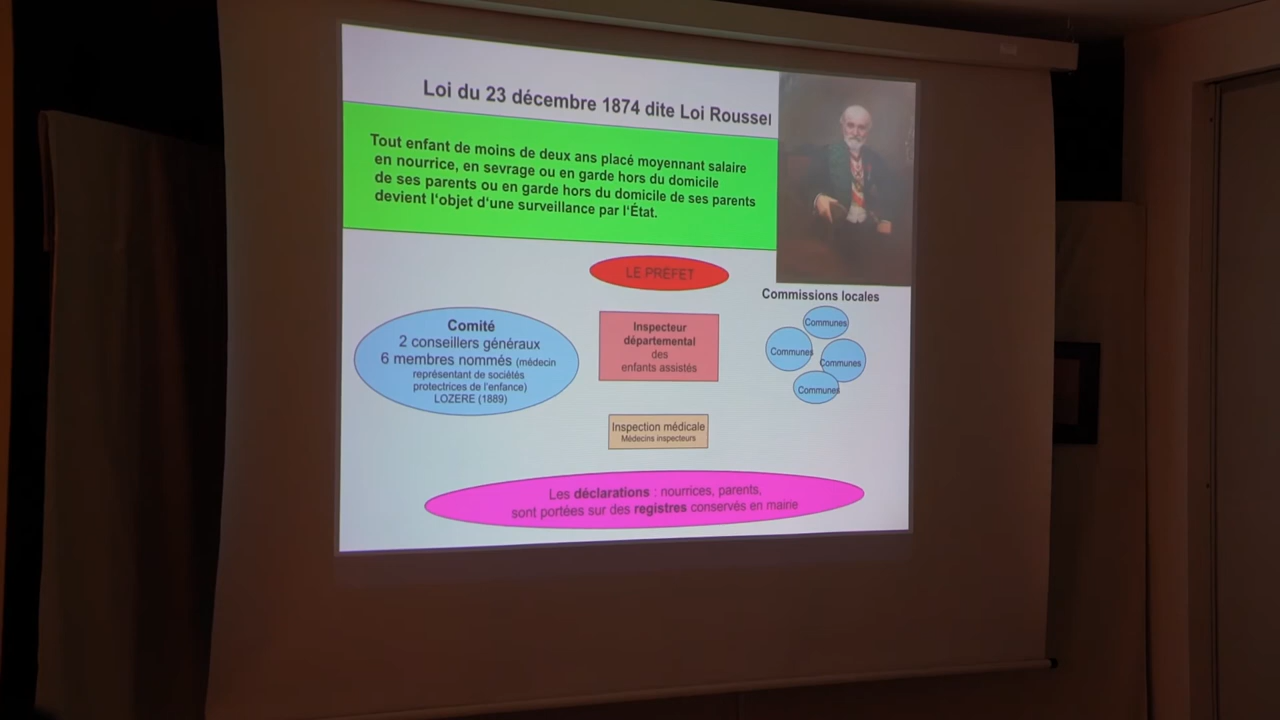 Loi du 23 décembre 1874 dite Loi Roussel
Tout enfant de moins de deux ans placé moyennant salaire
en nourrice, en sevrage ou en garde hors du domicile
de ses parents ou en garde hors du domicile de ses parents
devient l'objet d'une surveillance par l'État.
LE PREFET
Commissions locales
Communes
Communes
Communes
Communes
Comité
2 conseillers généraux
6 membres nommés (médecin
représentant de sociétés
protectrices de l'enfance)
LOZERE (1889)
Inspecteur
départemental
des
enfants assistés
Inspection médicale
Médecins inspecteurs
Les déclarations : nourrices, parents,
sont portées sur des registres conservés en mairie